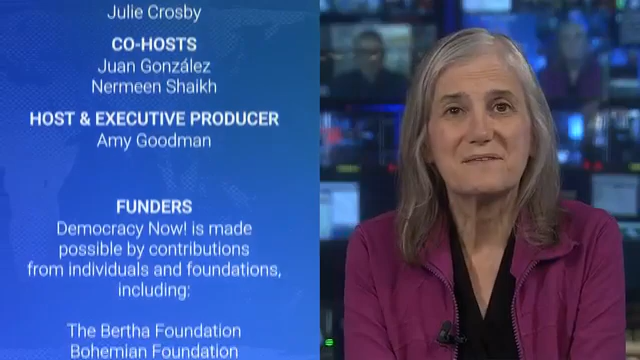 Julie Crosby
CO-HOSTS
Juan González
Nermeen Shaikh
HOST & EXECUTIVE PRODUCER
Amy Goodman
FUNDERS
Democracy Now! is made
possible by contributions
from individuals and foundations,
including:
The Bertha Foundation
Bohemian Foundation